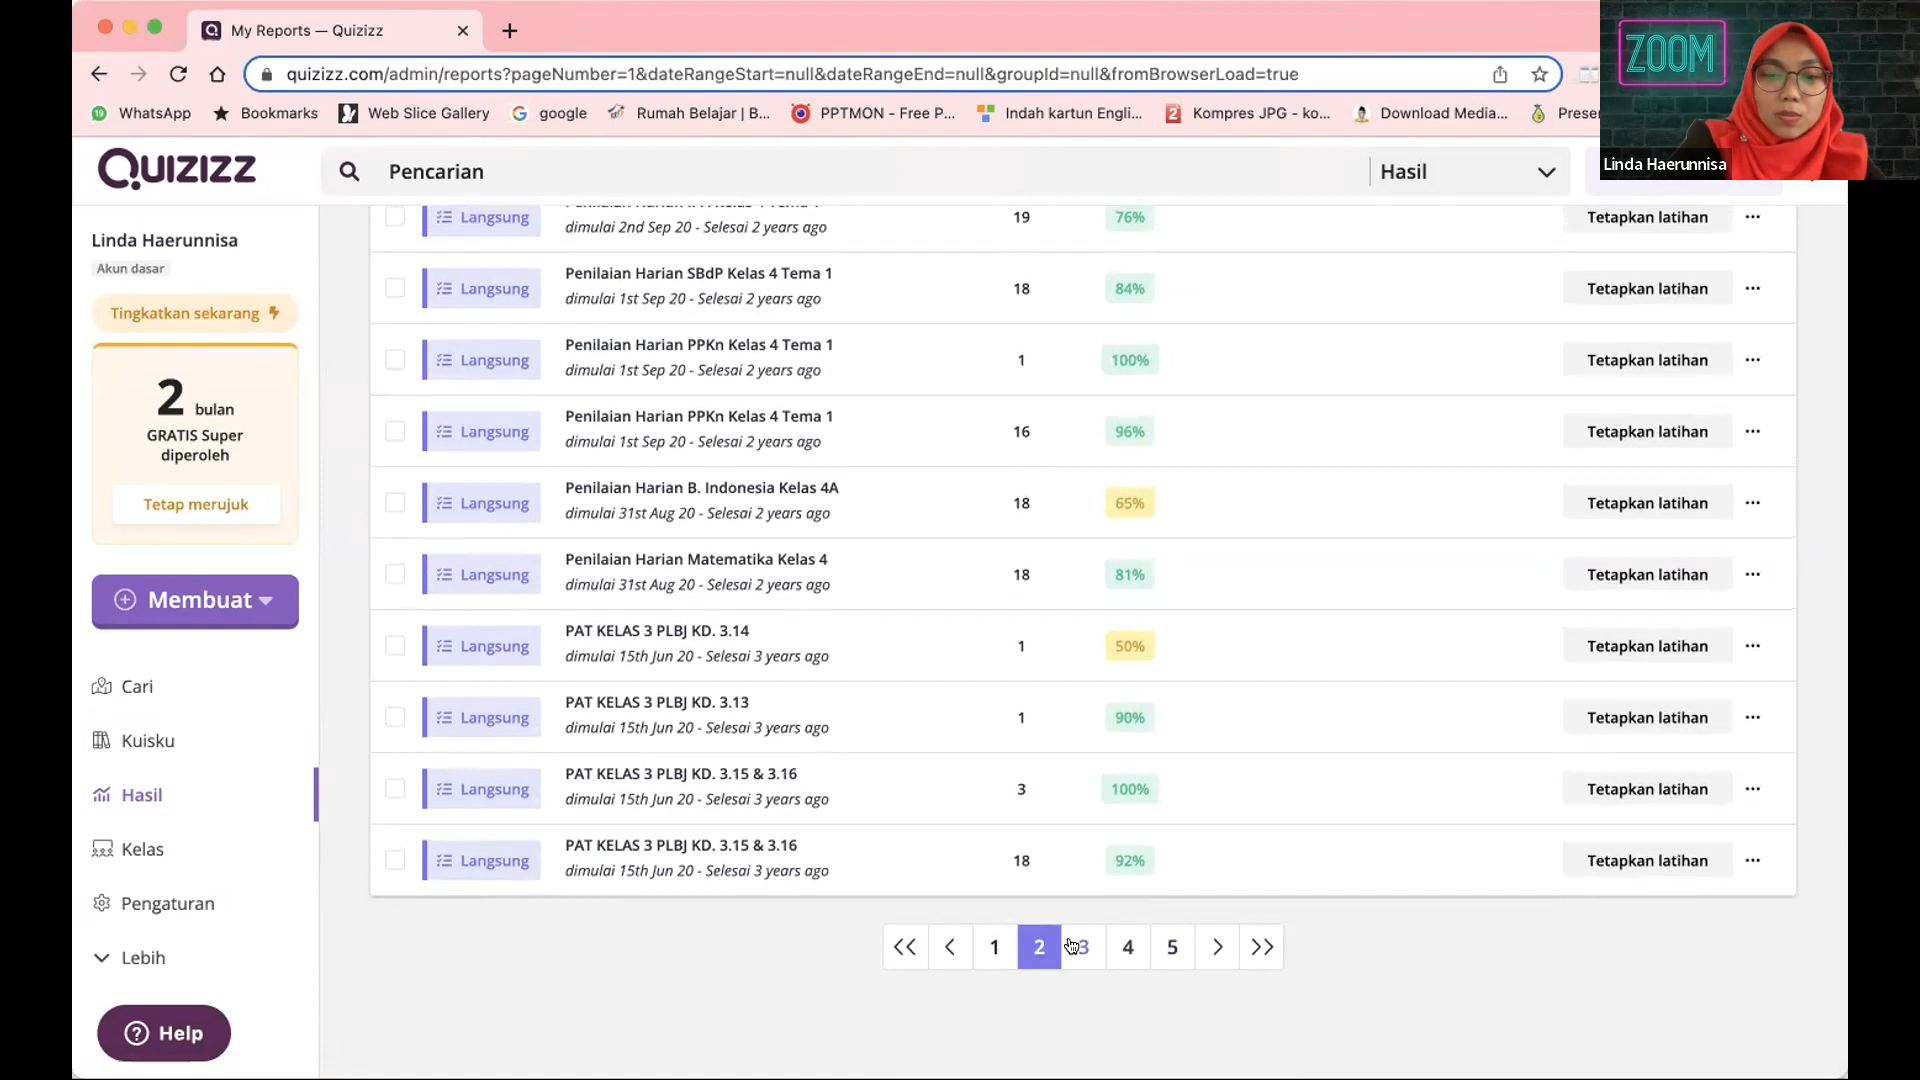 My Reports — Quizizz
quizizz.com/admin/reports?pageNumber=1&dateRangeStart=null&dateRangeEnd=null&groupId=null&fromBrowserLoad=true
WhatsApp Bookmarks Web Slice Gallery google Rumah Belajar | B... PPTMON - Free P... Indah kartun Engli... Kompres JPG - ko... Download Media...
ZOOM
Linda Haerunnisa
QUIZIZZ
Pencarian
Hasil
Linda Haerunnisa
Akun dasar
Tingkatkan sekarang
2 bulan
GRATIS Super
diperoleh
Tetap merujuk
Membuat
Cari
Kuisku
Hasil
Kelas
Pengaturan
Lebih
Help
Langsung
dimulai 2nd Sep 20 - Selesai 2 years ago
19 76% Tetapkan latihan ...
Langsung
Penilaian Harian SBdP Kelas 4 Tema 1
dimulai 1st Sep 20 - Selesai 2 years ago
18 84% Tetapkan latihan ...
Langsung
Penilaian Harian PPKn Kelas 4 Tema 1
dimulai 1st Sep 20 - Selesai 2 years ago
1 100% Tetapkan latihan ...
Langsung
Penilaian Harian PPKn Kelas 4 Tema 1
dimulai 1st Sep 20 - Selesai 2 years ago
16 96% Tetapkan latihan ...
Langsung
Penilaian Harian B. Indonesia Kelas 4A
dimulai 31st Aug 20 - Selesai 2 years ago
18 65% Tetapkan latihan ...
Langsung
Penilaian Harian Matematika Kelas 4
dimulai 31st Aug 20 - Selesai 2 years ago
18 81% Tetapkan latihan ...
Langsung
PAT KELAS 3 PLBJ KD. 3.14
dimulai 15th Jun 20 - Selesai 3 years ago
1 50% Tetapkan latihan ...
Langsung
PAT KELAS 3 PLBJ KD. 3.13
dimulai 15th Jun 20 - Selesai 3 years ago
1 90% Tetapkan latihan ...
Langsung
PAT KELAS 3 PLBJ KD. 3.15 & 3.16
dimulai 15th Jun 20 - Selesai 3 years ago
3 100% Tetapkan latihan ...
Langsung
PAT KELAS 3 PLBJ KD. 3.15 & 3.16
dimulai 15th Jun 20 - Selesai 3 years ago
18 92% Tetapkan latihan ...
<< < 1 2 3 4 5 > >>